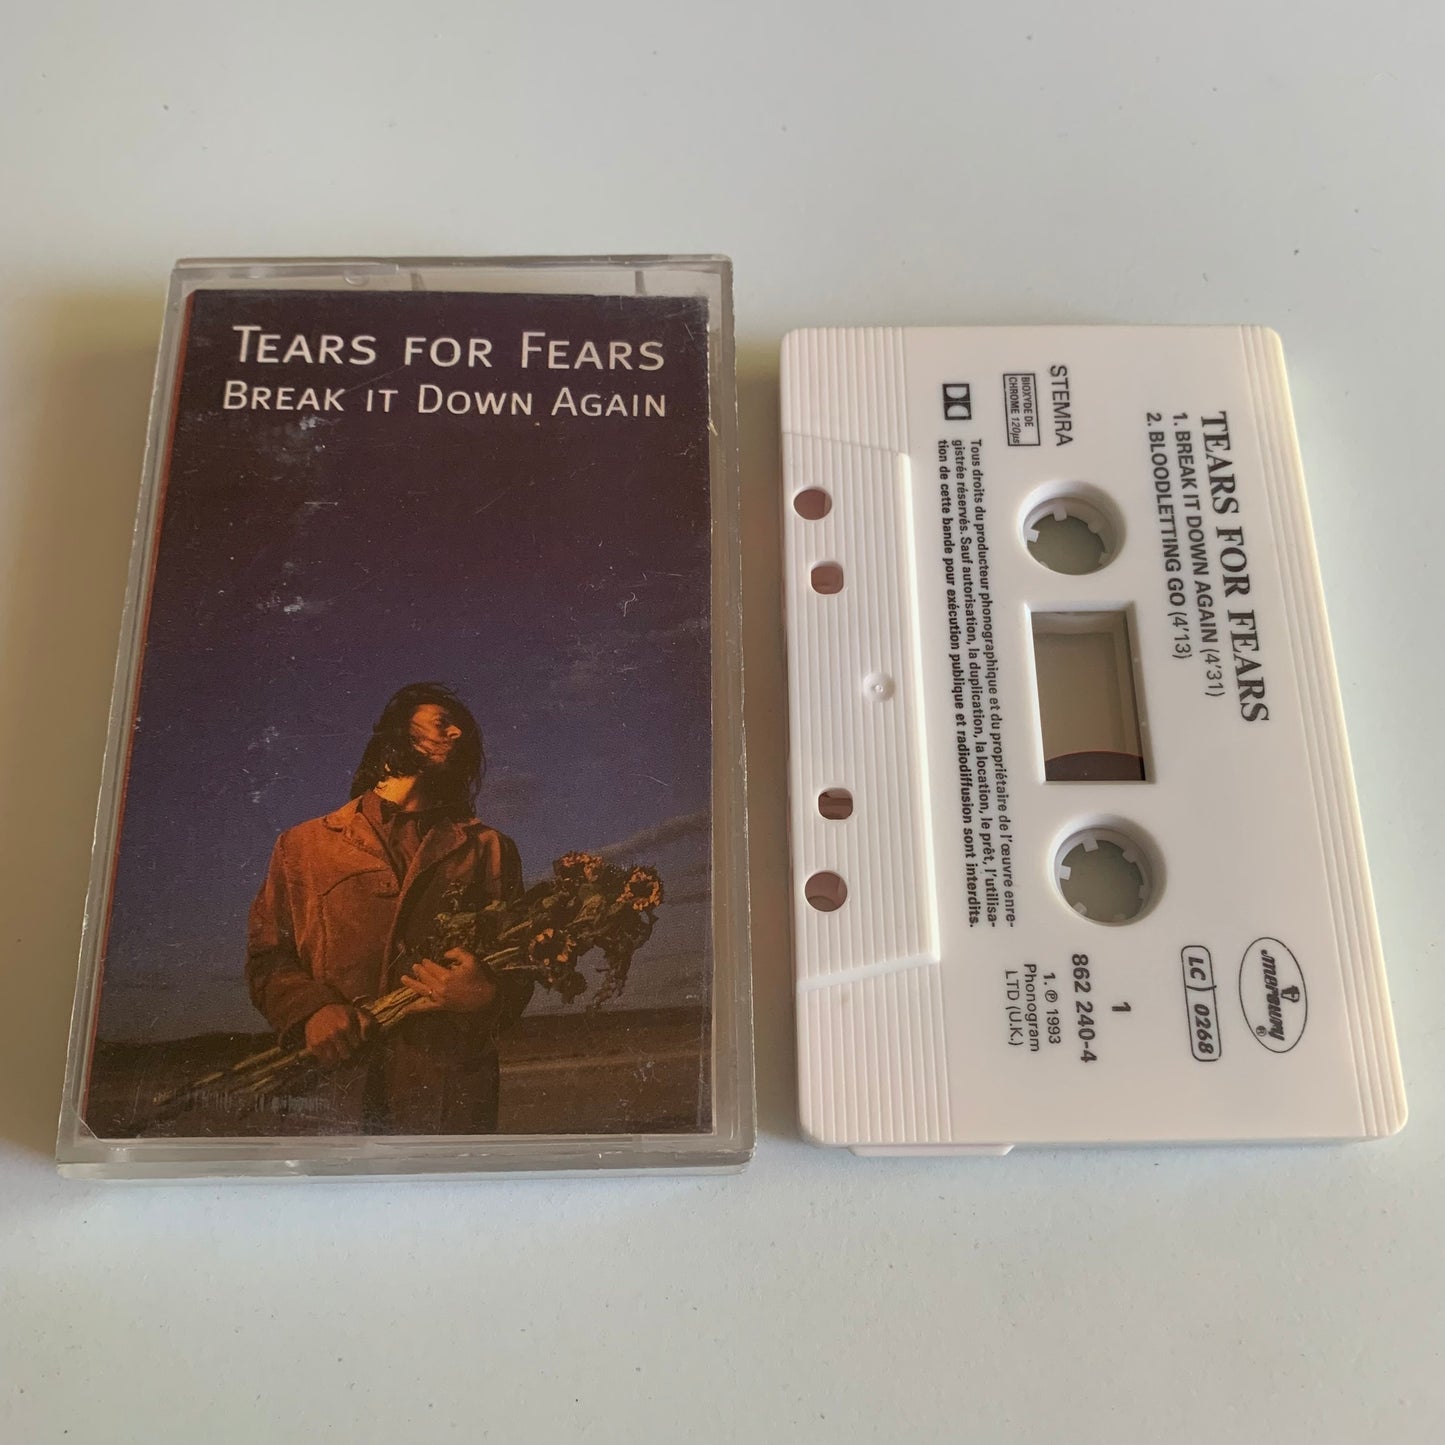 TEARS FOR FEARS
BREAK IT DOWN AGAIN
TEARS FOR FEARS
1. BREAK IT DOWN AGAIN (4'31)
2. BLOODLETTING GO (4'13)
STEMRA
BIOXYDE DE
CHROME 120µs
Tous droits du producteur phonographique et du propriétaire de l'œuvre enre-
gistrée réservés. Sauf autorisation, la duplication, la location, le prêt, l'utilisa-
tion de cette bande pour exécution publique et radiodiffusion sont interdits.
mercury ®
LC 0268
1
862 240-4
1. ℗ 1993
Phonogram
LTD (U.K.)